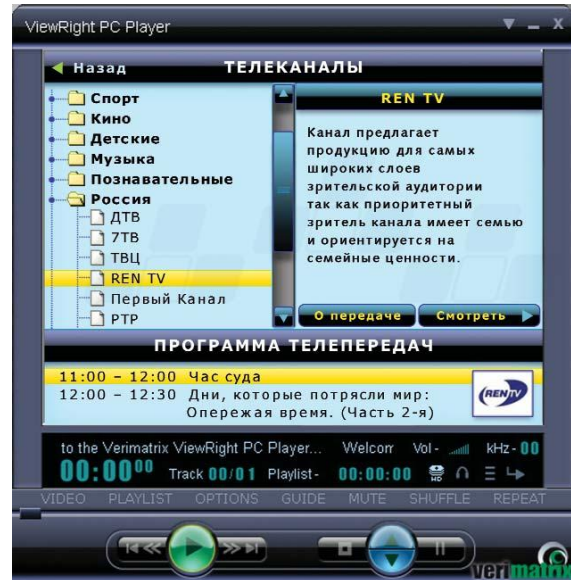 ViewRight PC Player
Назад
ТЕЛЕКАНАЛЫ
Спорт
Кино
Детские
Музыка
Познавательные
Россия
ДТВ
7ТВ
ТВЦ
REN TV
Первый Канал
РТР
REN TV
Канал предлагает
продукцию для самых
широких слоев
зрительской аудитории
так как приоритетный
зритель канала имеет семью
и ориентируется на
семейные ценности.
О передаче
Смотреть
ПРОГРАММА ТЕЛЕПЕРЕДАЧ
11:00 – 12:00 Час суда
12:00 – 12:30 Дни, которые потрясли мир:
Опережая время. (Часть 2-я)
REN TV
to the Verimatrix ViewRight PC Player... Welcom Vol - kHz - 00
00:00 00 Track 00/01 Playlist - 00:00:00 HD
VIDEO PLAYLIST OPTIONS GUIDE MUTE SHUFFLE REPEAT
verimatrix